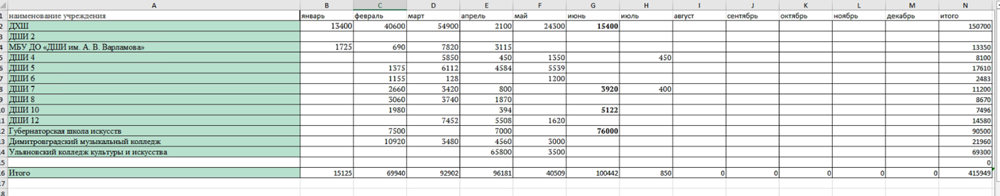 A B C D E F G H I J K L M N
1 наименование учреждения январь февраль март апрель май июнь июль август сентябрь октябрь ноябрь декабрь итого
2 ДХШ 13400 40600 54900 2100 24300 15400 150700
3 ДШИ 2
4 МБУ ДО «ДШИ им. А. В. Варламова» 1725 690 7820 3115 13350
5 ДШИ 4 5850 450 1350 450 8100
6 ДШИ 5 1375 6112 4584 5539 17610
7 ДШИ 6 1155 128 1200 2483
8 ДШИ 7 2660 3420 800 3920 400 11200
9 ДШИ 8 3060 3740 1870 8670
10 ДШИ 10 1980 394 5122 7496
11 ДШИ 12 7452 5508 1620 14580
12 Губернаторская школа искусств 7500 7000 76000 90500
13 Димитровградский музыкальный колледж 10920 3480 4560 3000 21960
14 Ульяновский колледж культуры и искусства 65800 3500 69300
15 0
16 Итого 15125 69940 92902 96181 40509 100442 850 0 0 0 0 0 415949
17
18